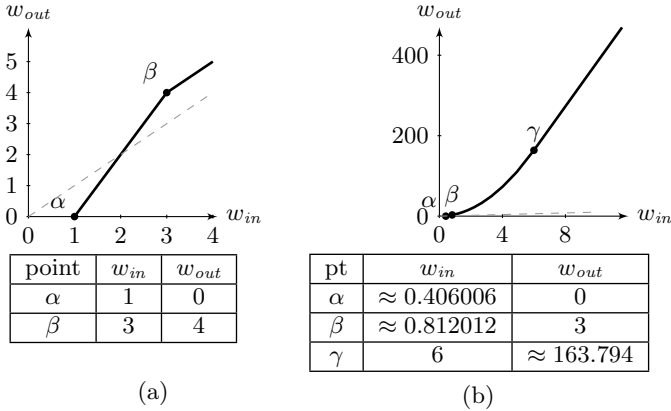 w_out
5
4
3
2
1
0
0 1 2 3 4
w_in
α
β
point w_in w_out
α 1 0
β 3 4
(a)
w_out
400
200
0
0 4 8
w_in
α
β
γ
pt w_in w_out
α ≈ 0.406006 0
β ≈ 0.812012 3
γ 6 ≈ 163.794
(b)